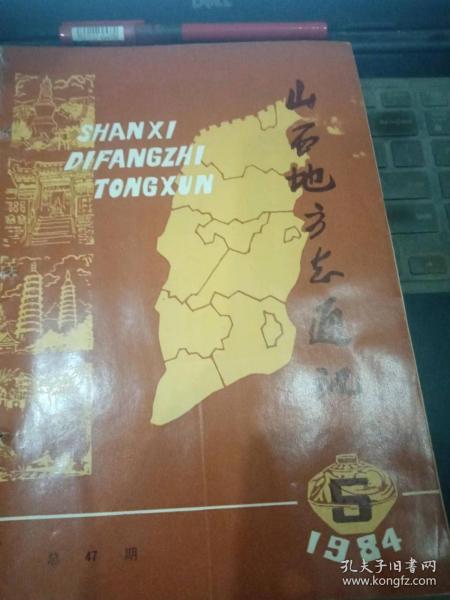 DELL
SHANXI
DIFANGZHI
TONGXUN
山西地方志通讯
5
1984
总 47 期
孔夫子旧书网
www.kongfz.com